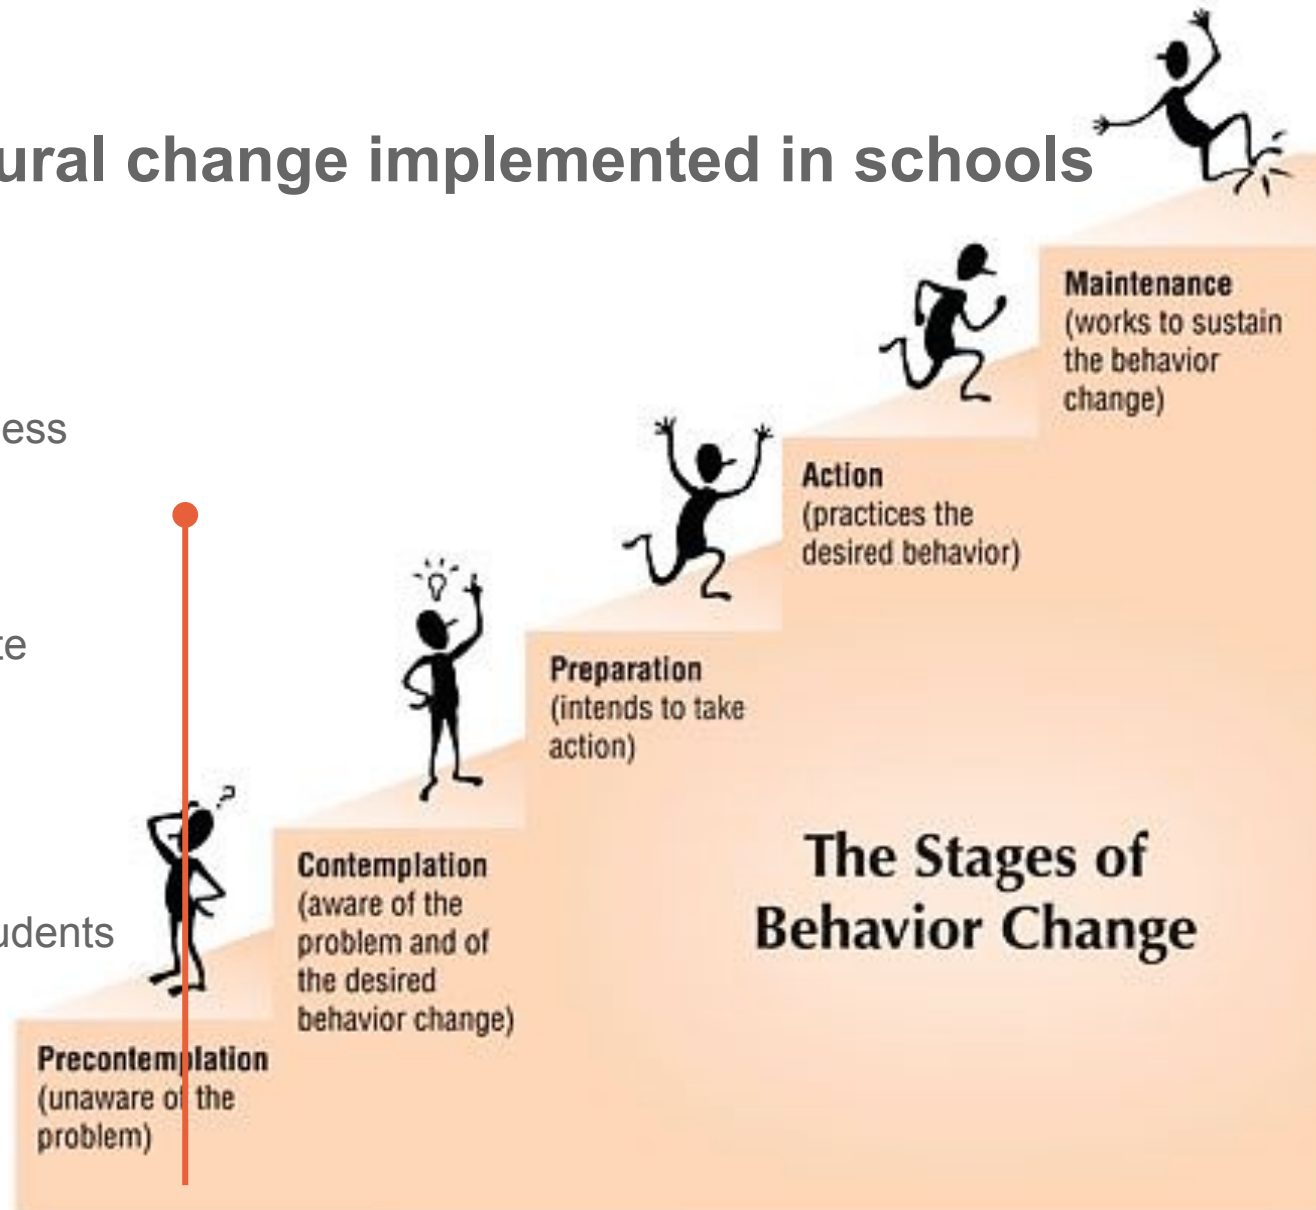 ural change implemented in schools
ess
te
udents
Maintenance
(works to sustain
the behavior
change)
Action
(practices the
desired behavior)
Preparation
(intends to take
action)
Contemplation
(aware of the
problem and of
the desired
behavior change)
Precontemplation
(unaware of the
problem)
The Stages of
Behavior Change